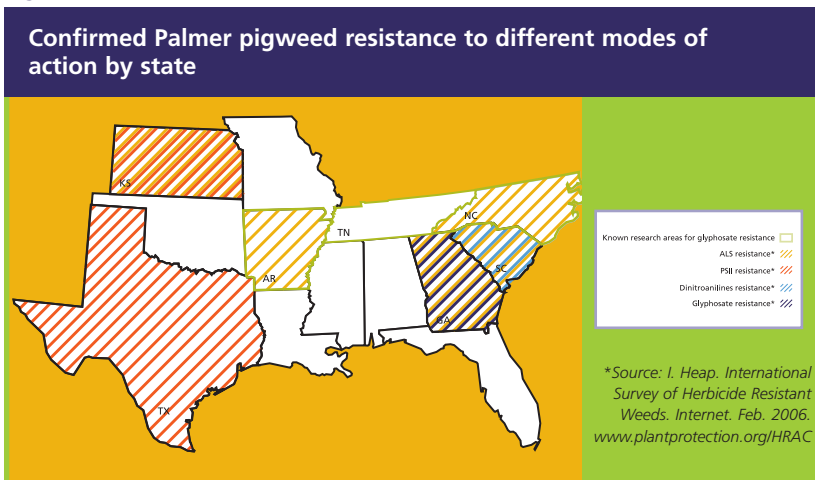 Confirmed Palmer pigweed resistance to different modes of
action by state
KS
TN
NC
AR
SC
GA
TX
Known research areas for glyphosate resistance
ALS resistance*
PSII resistance*
Dinitroanilines resistance*
Glyphosate resistance*
*Source: I. Heap. International
Survey of Herbicide Resistant
Weeds. Internet. Feb. 2006.
www.plantprotection.org/HRAC